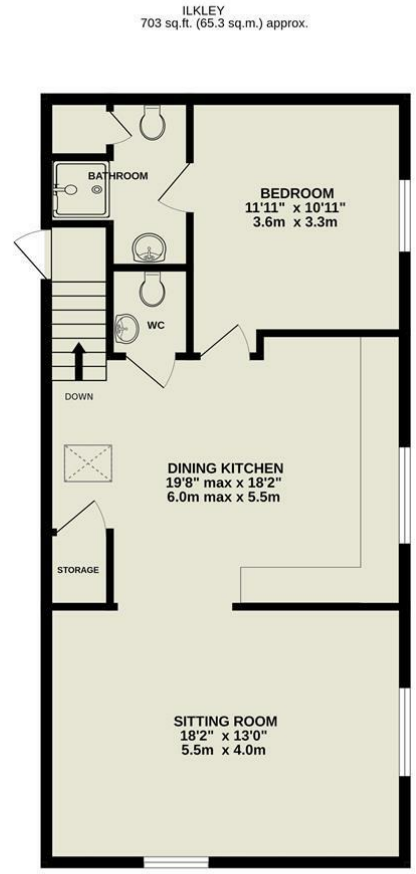 ILKLEY
703 sq.ft. (65.3 sq.m.) approx.
BATHROOM
BEDROOM
11'11" x 10'11"
3.6m x 3.3m
WC
DOWN
DINING KITCHEN
19'8" max x 18'2"
6.0m max x 5.5m
STORAGE
SITTING ROOM
18'2" x 13'0"
5.5m x 4.0m